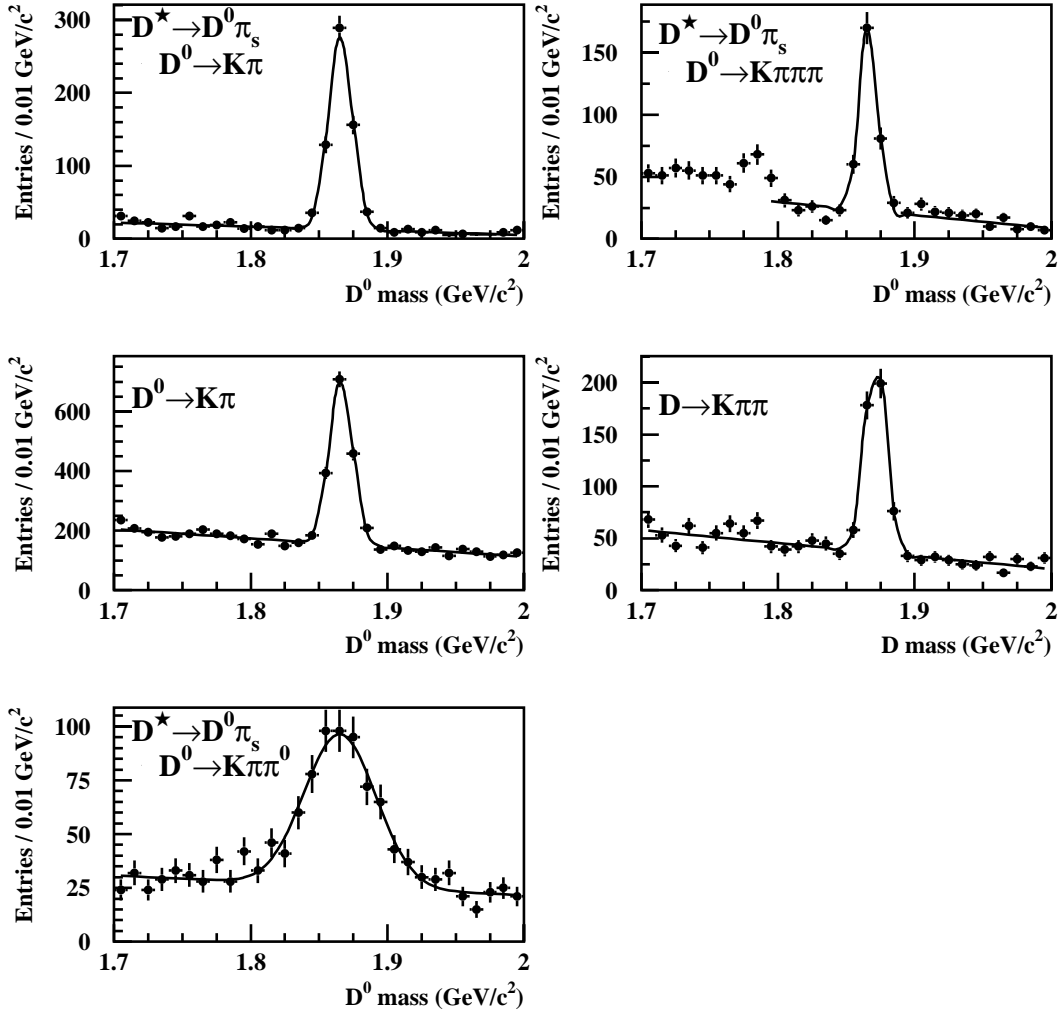 Entries / 0.01 GeV/c²
D★→D⁰πₛ
D⁰→Kπ
300
200
100
0
1.7 1.8 1.9 2
D⁰ mass (GeV/c²)
Entries / 0.01 GeV/c²
D★→D⁰πₛ
D⁰→Kπππ
150
100
50
0
1.7 1.8 1.9 2
D⁰ mass (GeV/c²)
Entries / 0.01 GeV/c²
D⁰→Kπ
600
400
200
0
1.7 1.8 1.9 2
D⁰ mass (GeV/c²)
Entries / 0.01 GeV/c²
D→Kππ
200
150
100
50
0
1.7 1.8 1.9 2
D mass (GeV/c²)
Entries / 0.01 GeV/c²
D★→D⁰πₛ
D⁰→Kππ⁰
100
75
50
25
0
1.7 1.8 1.9 2
D⁰ mass (GeV/c²)